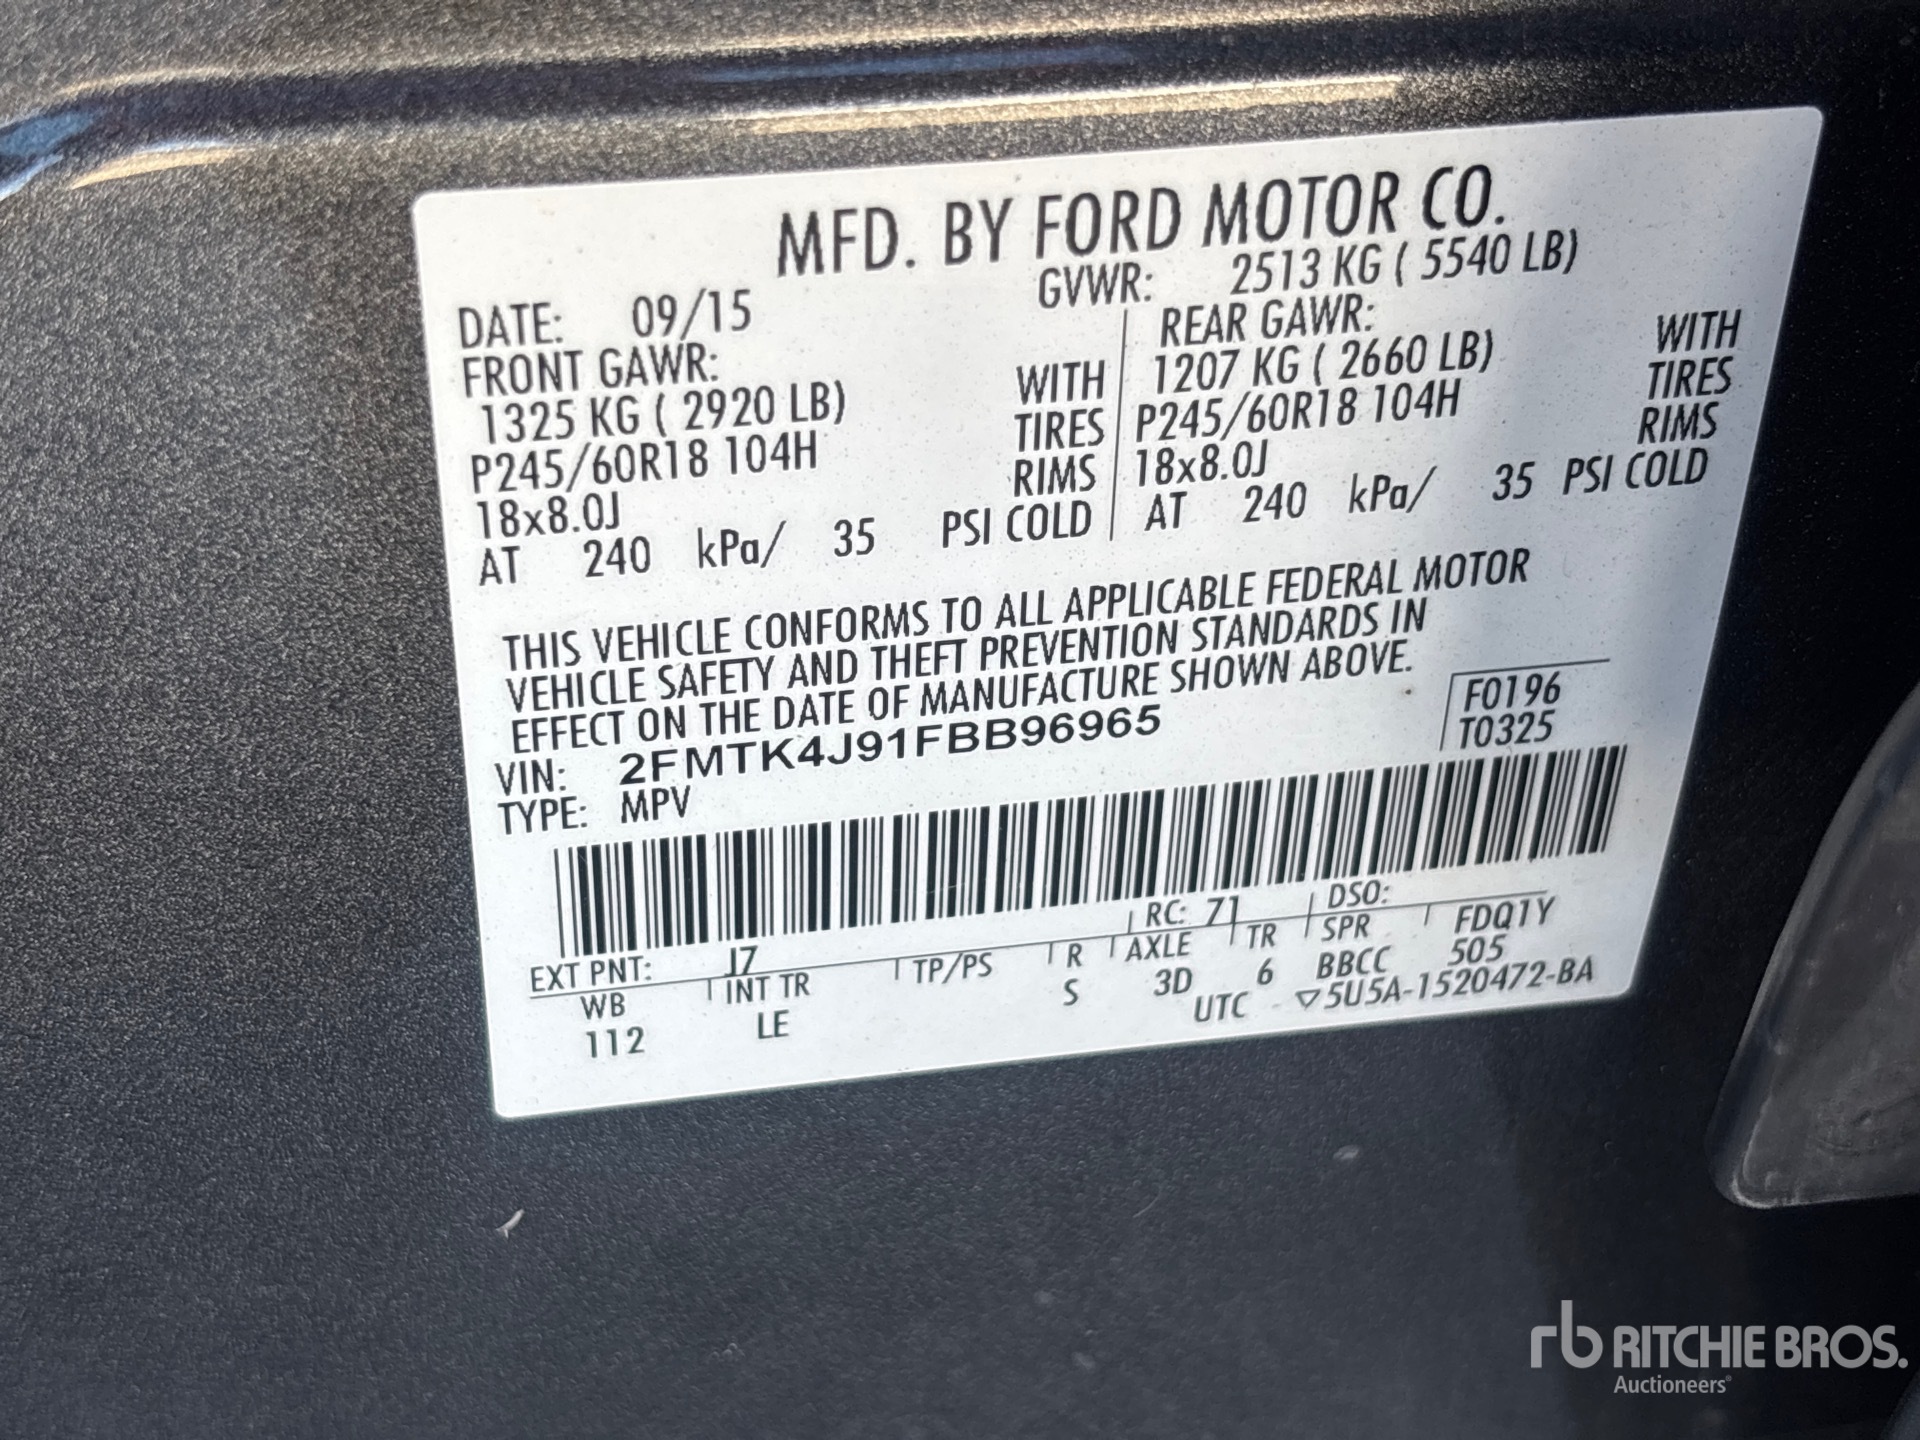 MFD. BY FORD MOTOR CO.
DATE: 09/15 GVWR: 2513 KG ( 5540 LB)
FRONT GAWR: REAR GAWR:
1325 KG ( 2920 LB) WITH 1207 KG ( 2660 LB) WITH
P245/60R18 104H TIRES P245/60R18 104H TIRES
18x8.0J RIMS 18x8.0J RIMS
AT 240 kPa/ 35 PSI COLD AT 240 kPa/ 35 PSI COLD
THIS VEHICLE CONFORMS TO ALL APPLICABLE FEDERAL MOTOR
VEHICLE SAFETY AND THEFT PREVENTION STANDARDS IN
EFFECT ON THE DATE OF MANUFACTURE SHOWN ABOVE.
VIN: 2FMTK4J91FBB96965 F0196
TYPE: MPV T0325
EXT PNT: J7 RC: 71 DSO:
WB INT TR TP/PS R AXLE TR SPR FDQ1Y
112 LE S 3D 6 BBCC 505
UTC ▽5U5A-1520472-BA
rb RITCHIE BROS.
Auctioneers®